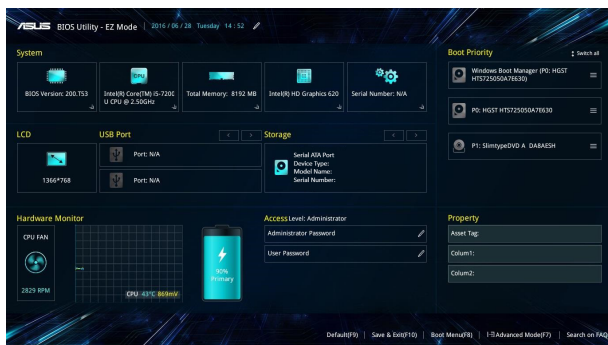 ASUS BIOS Utility - EZ Mode | 2016 / 06 / 28 Tuesday 14 : 52
System
BIOS Version: 200.T53
CPU
Intel(R) Core(TM) i5-7200
U CPU @ 2.50GHz
Total Memory: 8192 MB
Intel(R) HD Graphics 620
Serial Number: N/A
Boot Priority
Switch all
Windows Boot Manager (P0: HGST
HTS725050A7E630)
P0: HGST HTS725050A7E630
P1: SlimtypeDVD A DA8AESH
LCD
1366*768
USB Port
Port: N/A
Port: N/A
Storage
Serial ATA Port
Device Type:
Model Name:
Serial Number:
Hardware Monitor
CPU FAN
2829 RPM
CPU 43°C 869mV
90%
Primary
Access Level: Administrator
Administrator Password
User Password
Property
Asset Tag:
Colum1:
Colum2:
Default(F9) | Save & Exit(F10) | Boot Menu(F8) | Advanced Mode(F7) | Search on FAQ